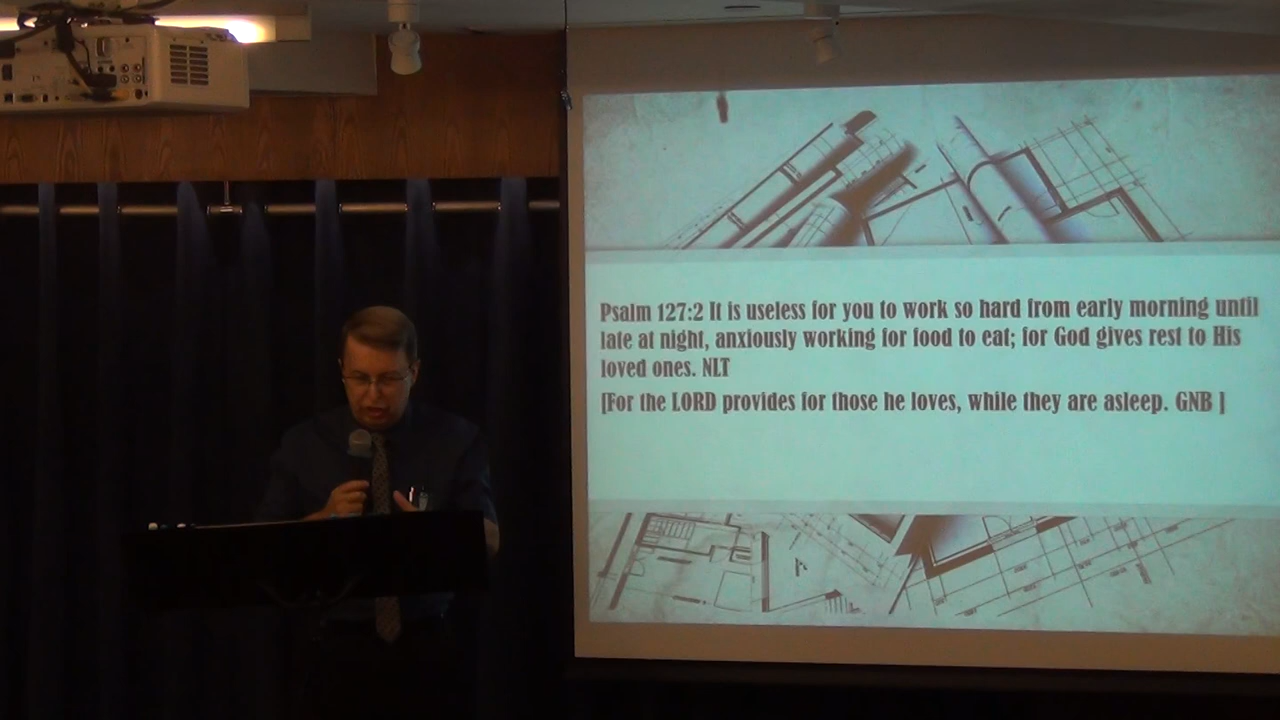 Psalm 127:2 It is useless for you to work so hard from early morning until
late at night, anxiously working for food to eat; for God gives rest to His
loved ones. NLT
[For the LORD provides for those he loves, while they are asleep. GNB ]